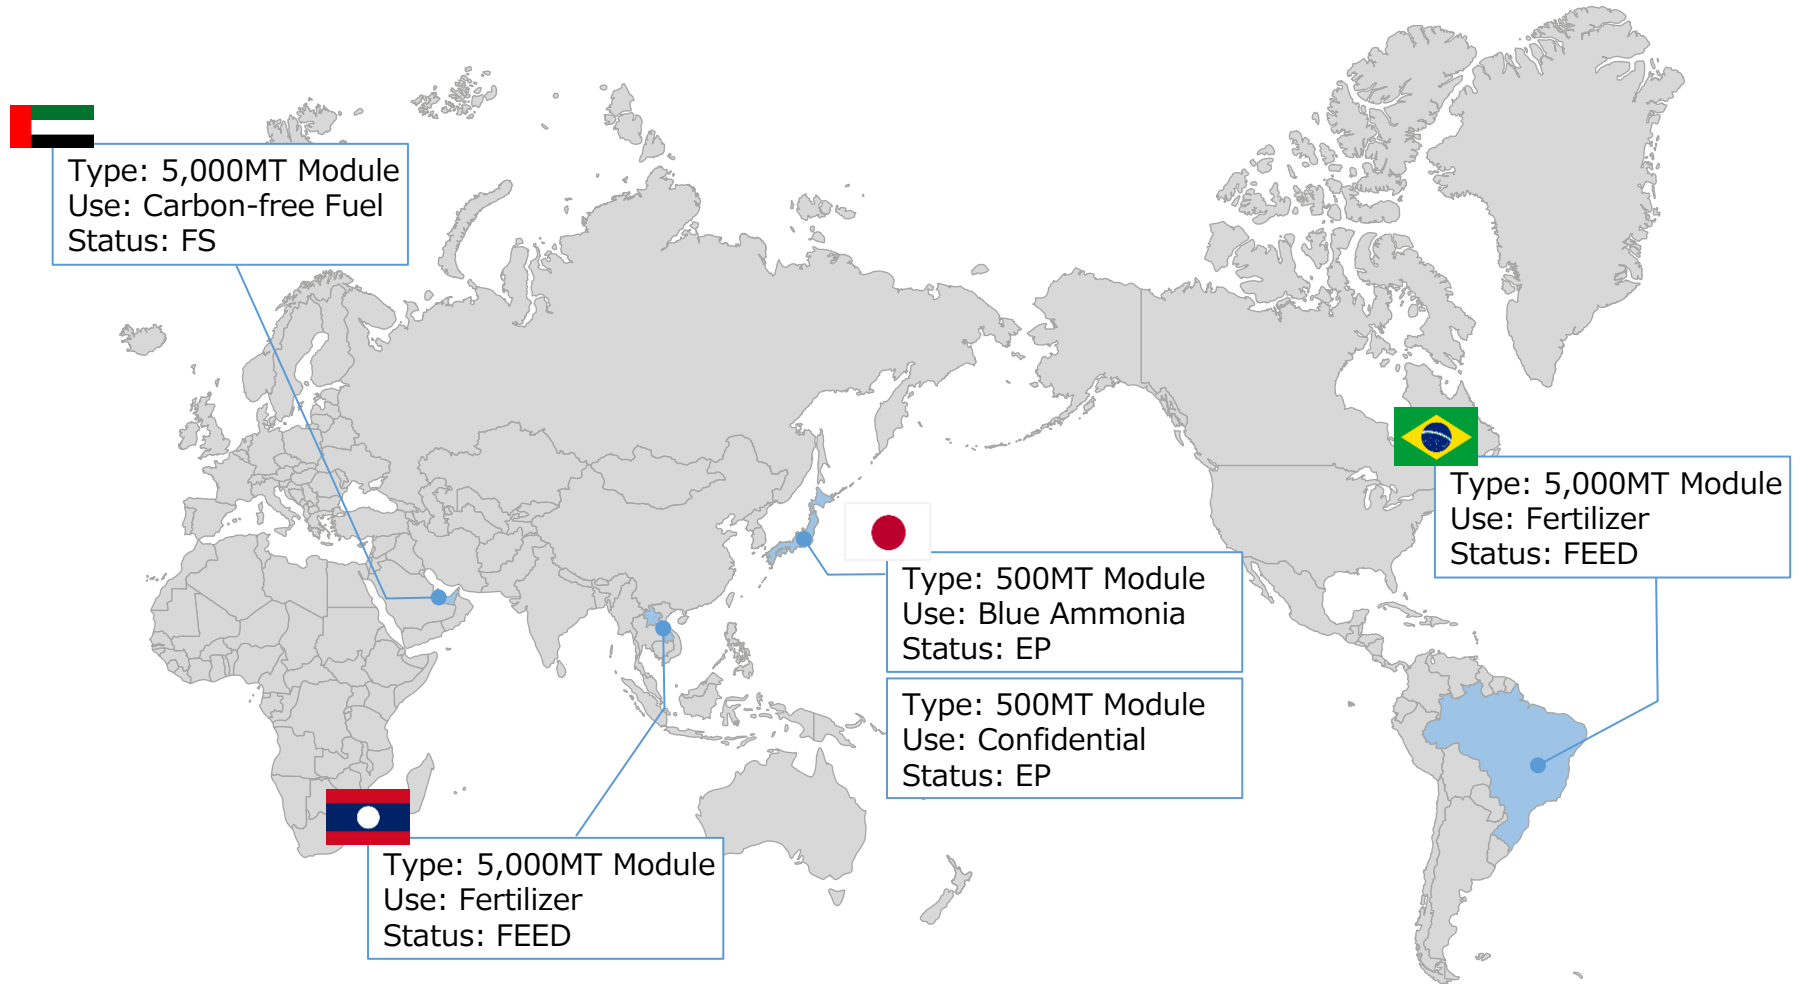 Type: 5,000MT Module
Use: Carbon-free Fuel
Status: FS
Type: 5,000MT Module
Use: Fertilizer
Status: FEED
Type: 500MT Module
Use: Blue Ammonia
Status: EP
Type: 500MT Module
Use: Confidential
Status: EP
Type: 5,000MT Module
Use: Fertilizer
Status: FEED